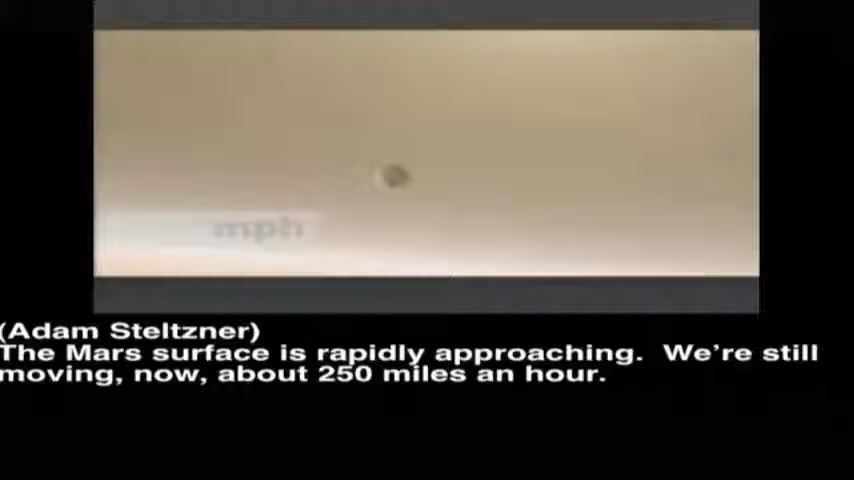 mph
(Adam Steltzner)
The Mars surface is rapidly approaching.  We're still
moving, now, about 250 miles an hour.